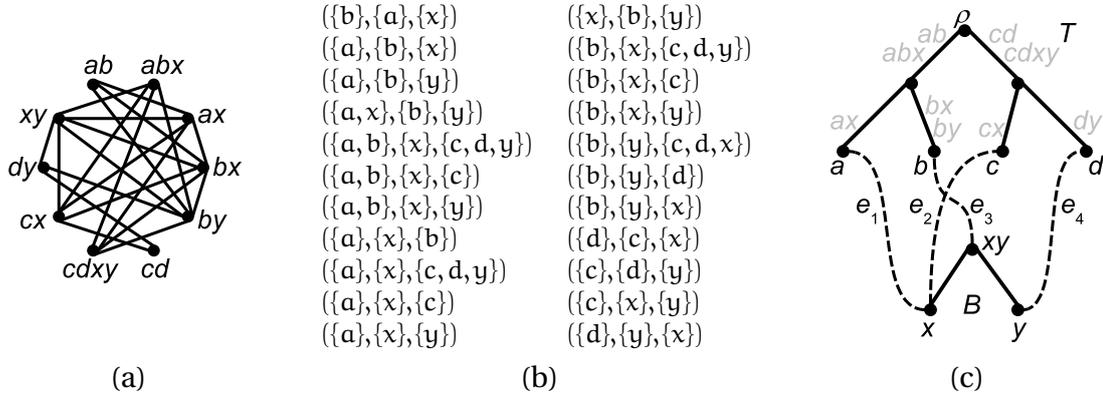 ab abx
xy ax
dy bx
cx by
cdxy cd
(a)
({b},{a},{x})
({a},{b},{x})
({a},{b},{y})
({a,x},{b},{y})
({a,b},{x},{c,d,y})
({a,b},{x},{c})
({a,b},{x},{y})
({a},{x},{b})
({a},{x},{c,d,y})
({a},{x},{c})
({a},{x},{y})
({x},{b},{y})
({b},{x},{c,d,y})
({b},{x},{c})
({b},{x},{y})
({b},{y},{c,d,x})
({b},{y},{d})
({b},{y},{x})
({d},{c},{x})
({c},{d},{y})
({c},{x},{y})
({d},{y},{x})
(b)
ρ
ab cd T
abx cdxy
bx
ax by cx dy
a b c d
e1 e2 e3 e4
xy
B
x y
(c)